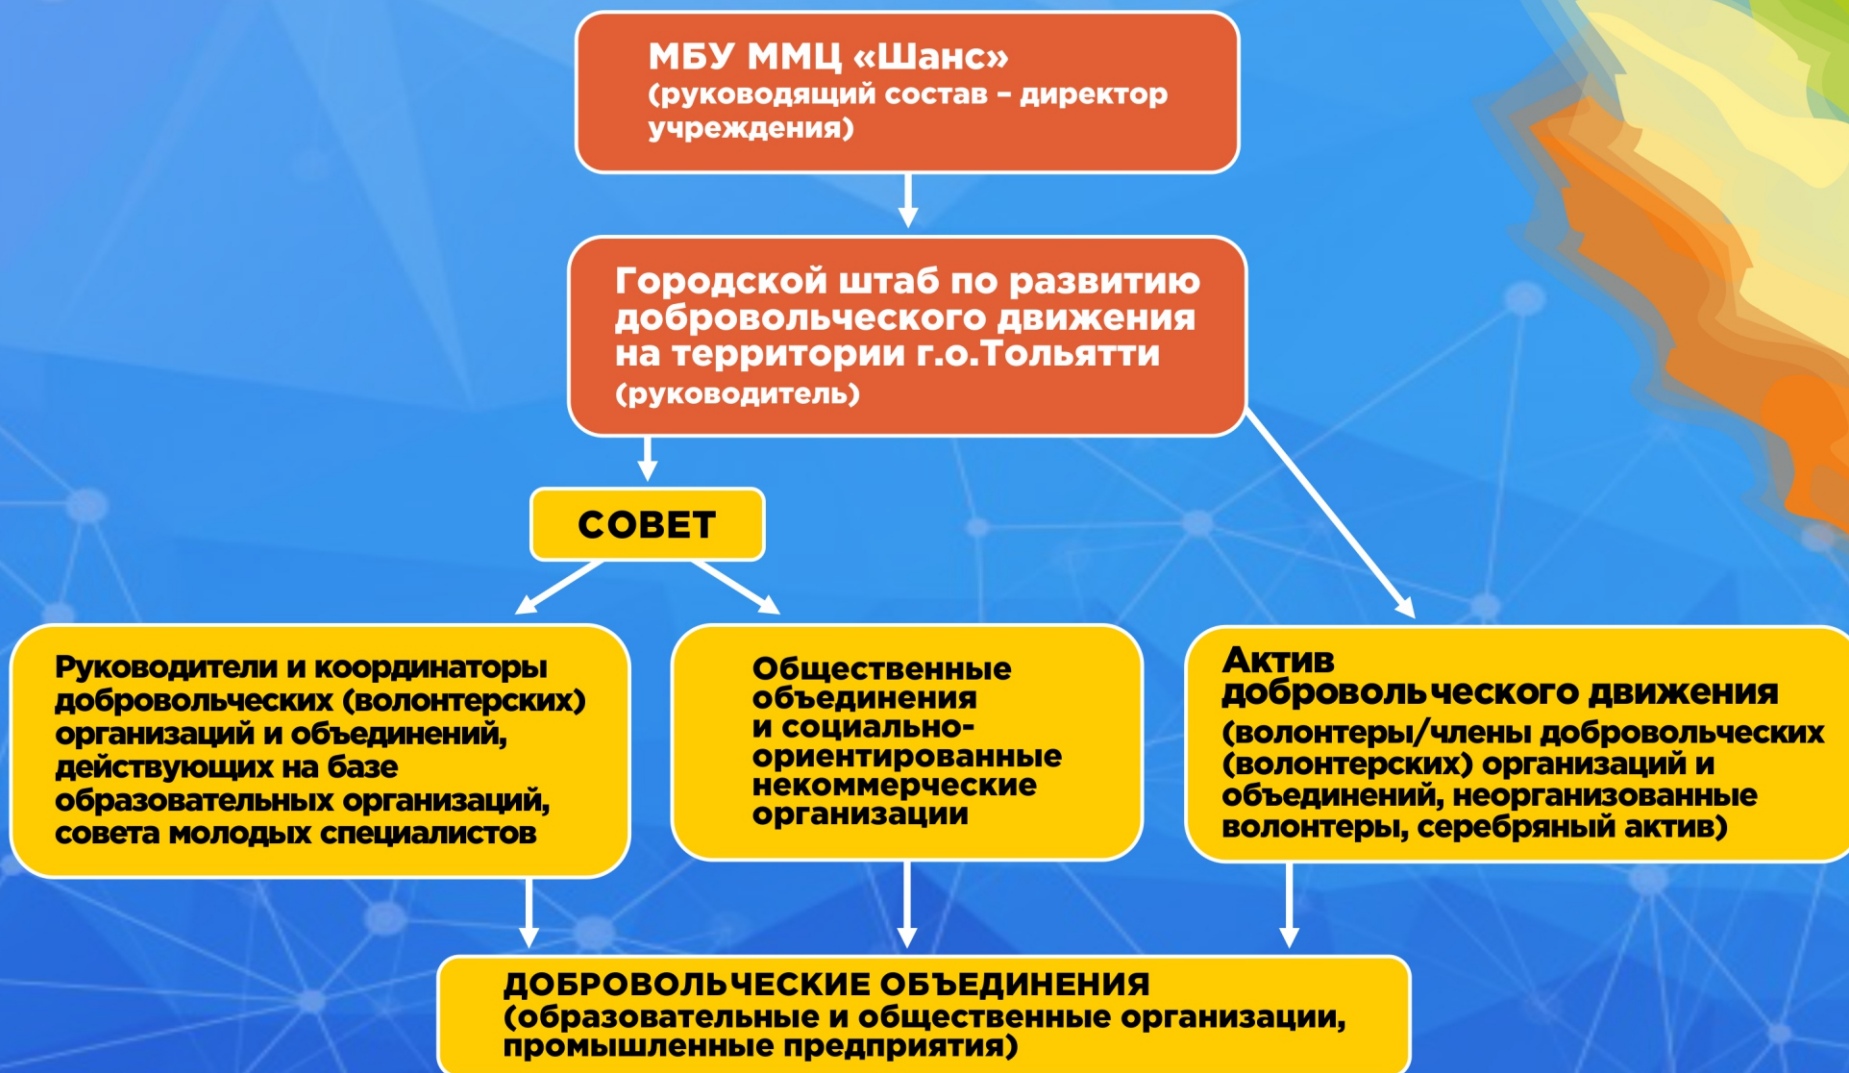 МБУ ММЦ «Шанс»
(руководящий состав – директор
учреждения)
Городской штаб по развитию
добровольческого движения
на территории г.о.Тольятти
(руководитель)
СОВЕТ
Руководители и координаторы
добровольческих (волонтерских)
организаций и объединений,
действующих на базе
образовательных организаций,
совета молодых специалистов
Общественные
объединения
и социально-
ориентированные
некоммерческие
организации
Актив
добровольческого движения
(волонтеры/члены добровольческих
(волонтерских) организаций и
объединений, неорганизованные
волонтеры, серебряный актив)
ДОБРОВОЛЬЧЕСКИЕ ОБЪЕДИНЕНИЯ
(образовательные и общественные организации,
промышленные предприятия)